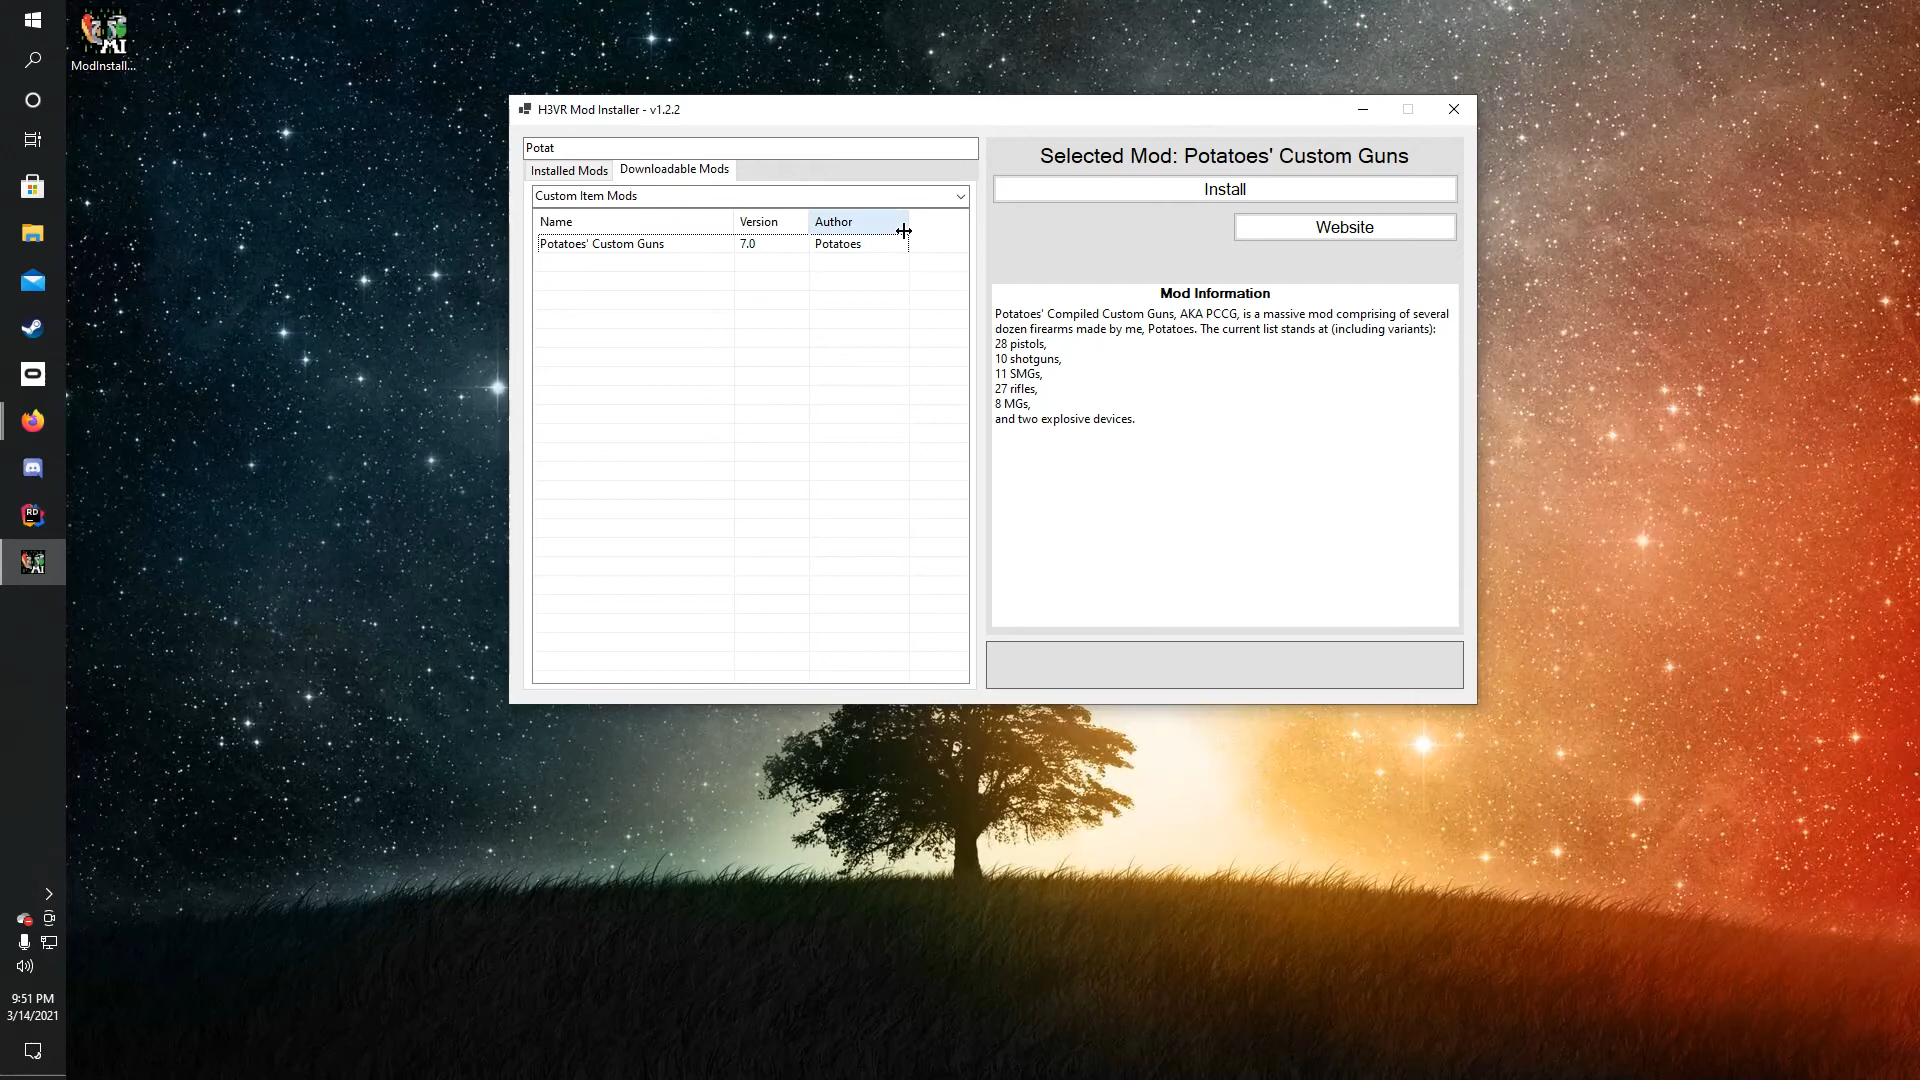 ModInstall...
H3VR Mod Installer - v1.2.2
Potat
Installed Mods
Downloadable Mods
Custom Item Mods
Name
Version
Author
Potatoes' Custom Guns
7.0
Potatoes
Selected Mod: Potatoes' Custom Guns
Install
Website
Mod Information
Potatoes' Compiled Custom Guns, AKA PCCG, is a massive mod comprising of several
dozen firearms made by me, Potatoes. The current list stands at (including variants):
28 pistols,
10 shotguns,
11 SMGs,
27 rifles,
8 MGs,
and two explosive devices.
MI
RD
MI
9:51 PM
3/14/2021